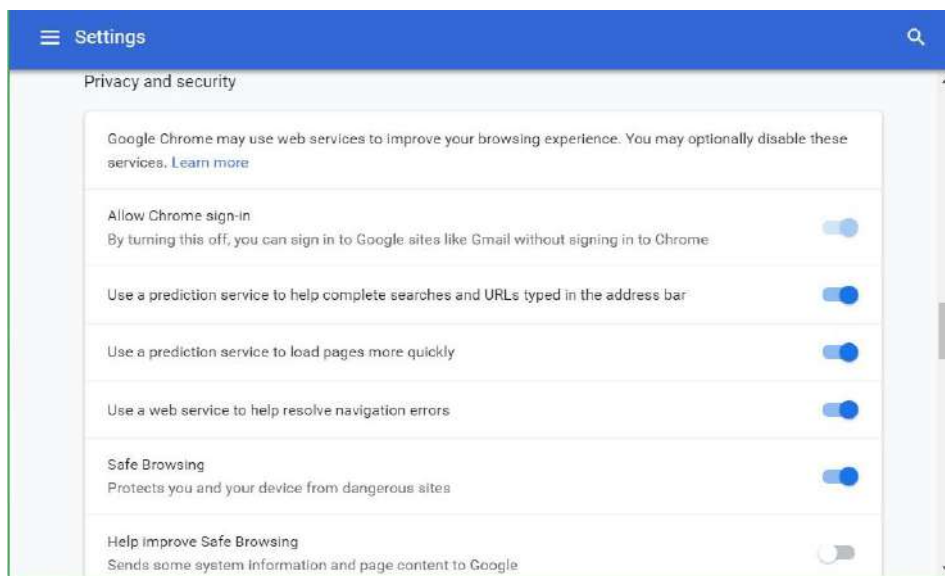 Settings
Privacy and security
Google Chrome may use web services to improve your browsing experience. You may optionally disable these
services. Learn more
Allow Chrome sign-in
By turning this off, you can sign in to Google sites like Gmail without signing in to Chrome
Use a prediction service to help complete searches and URLs typed in the address bar
Use a prediction service to load pages more quickly
Use a web service to help resolve navigation errors
Safe Browsing
Protects you and your device from dangerous sites
Help improve Safe Browsing
Sends some system information and page content to Google